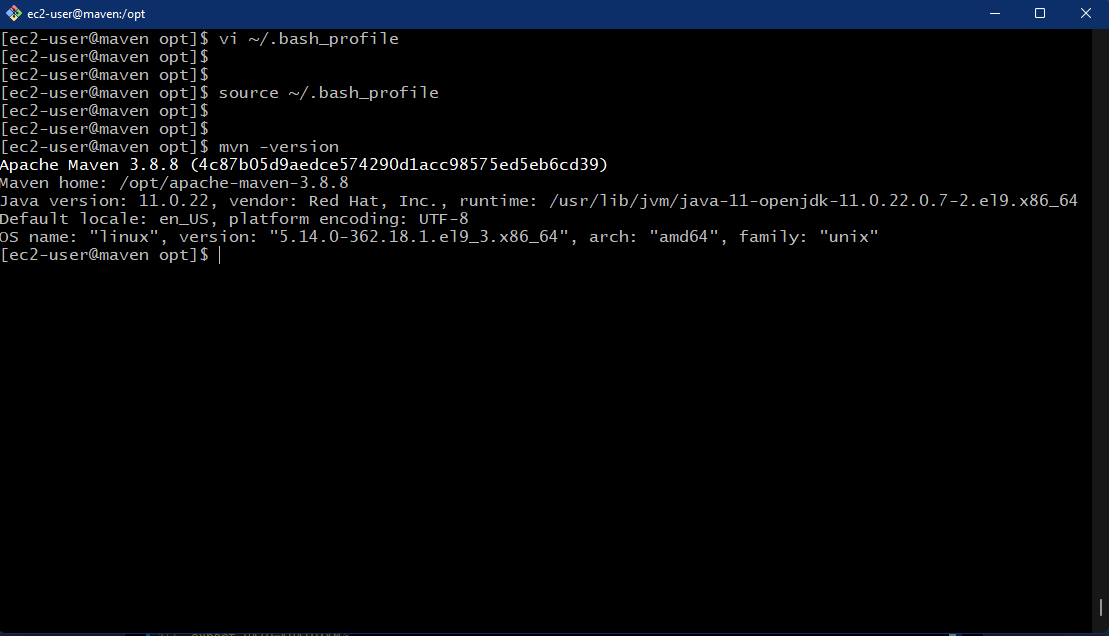 ec2-user@maven:/opt
[ec2-user@maven opt]$ vi ~/.bash_profile
[ec2-user@maven opt]$
[ec2-user@maven opt]$
[ec2-user@maven opt]$ source ~/.bash_profile
[ec2-user@maven opt]$
[ec2-user@maven opt]$
[ec2-user@maven opt]$ mvn -version
Apache Maven 3.8.8 (4c87b05d9aedce574290d1acc98575ed5eb6cd39)
Maven home: /opt/apache-maven-3.8.8
Java version: 11.0.22, vendor: Red Hat, Inc., runtime: /usr/lib/jvm/java-11-openjdk-11.0.22.0.7-2.el9.x86_64
Default locale: en_US, platform encoding: UTF-8
OS name: "linux", version: "5.14.0-362.18.1.el9_3.x86_64", arch: "amd64", family: "unix"
[ec2-user@maven opt]$